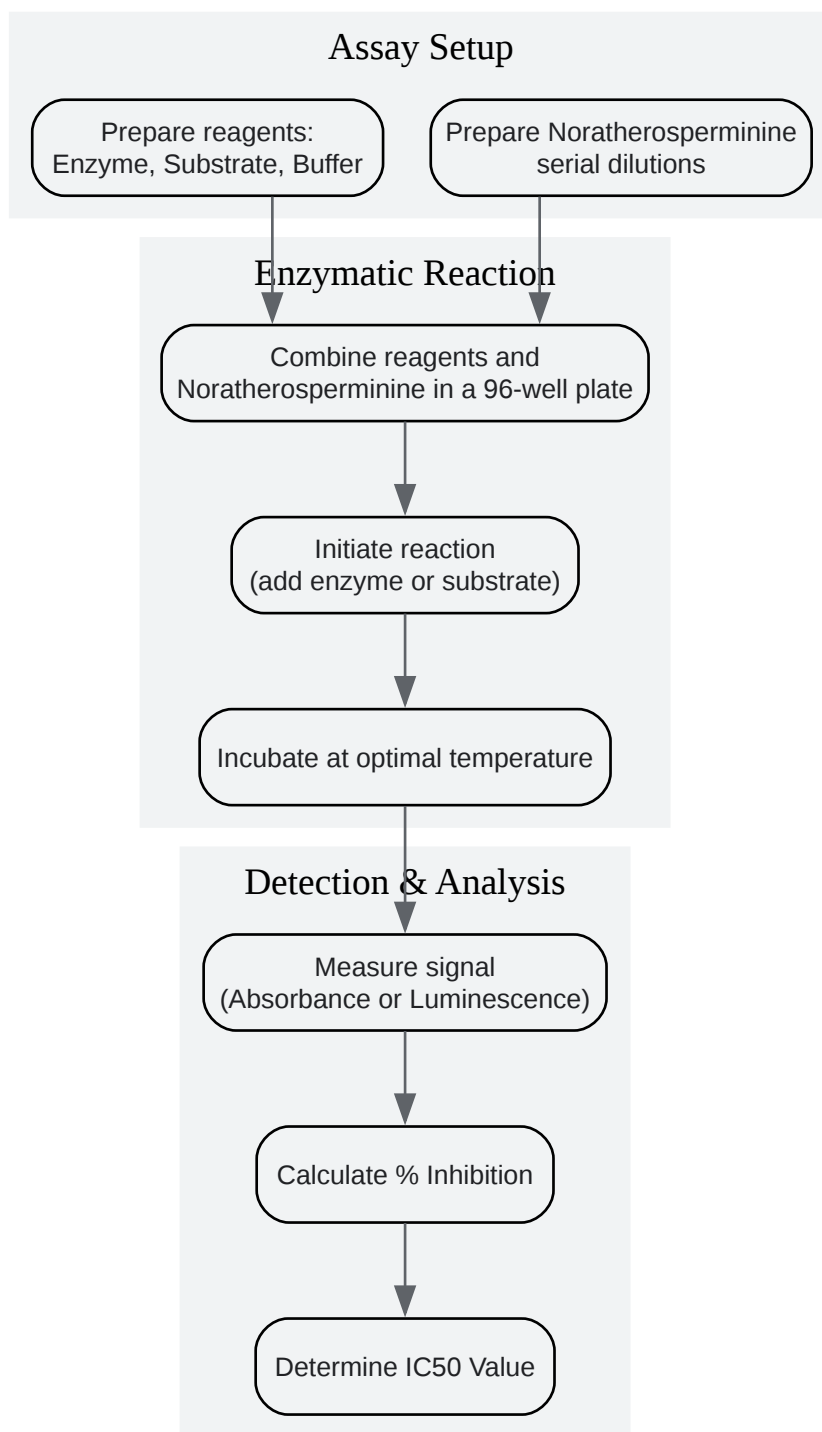 Assay Setup
Prepare reagents:
Enzyme, Substrate, Buffer
Prepare Noratherosperminine
serial dilutions
Enzymatic Reaction
Combine reagents and
Noratherosperminine in a 96-well plate
Initiate reaction
(add enzyme or substrate)
Incubate at optimal temperature
Detection & Analysis
Measure signal
(Absorbance or Luminescence)
Calculate % Inhibition
Determine IC50 Value